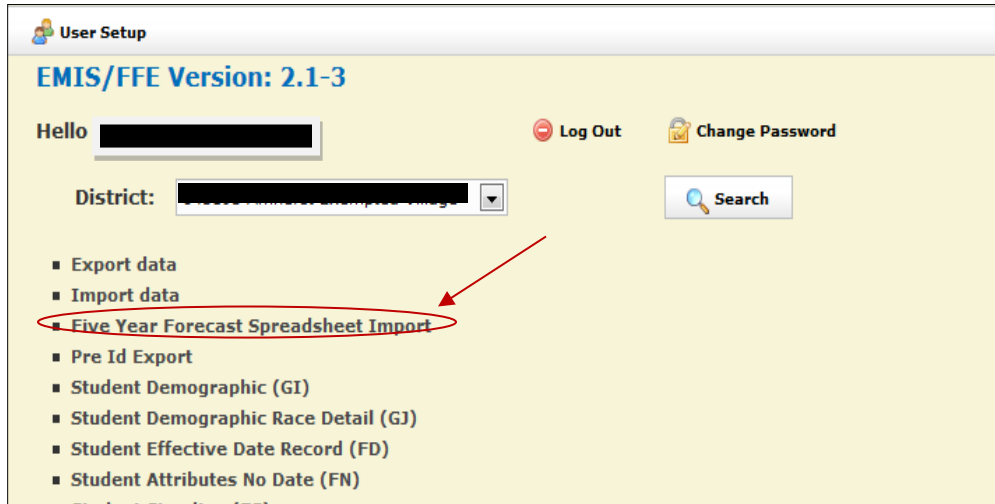 User Setup
EMIS/FFE Version: 2.1-3
Hello
Log Out
Change Password
District:
Search
Export data
Import data
Five Year Forecast Spreadsheet Import
Pre Id Export
Student Demographic (GI)
Student Demographic Race Detail (GJ)
Student Effective Date Record (FD)
Student Attributes No Date (FN)